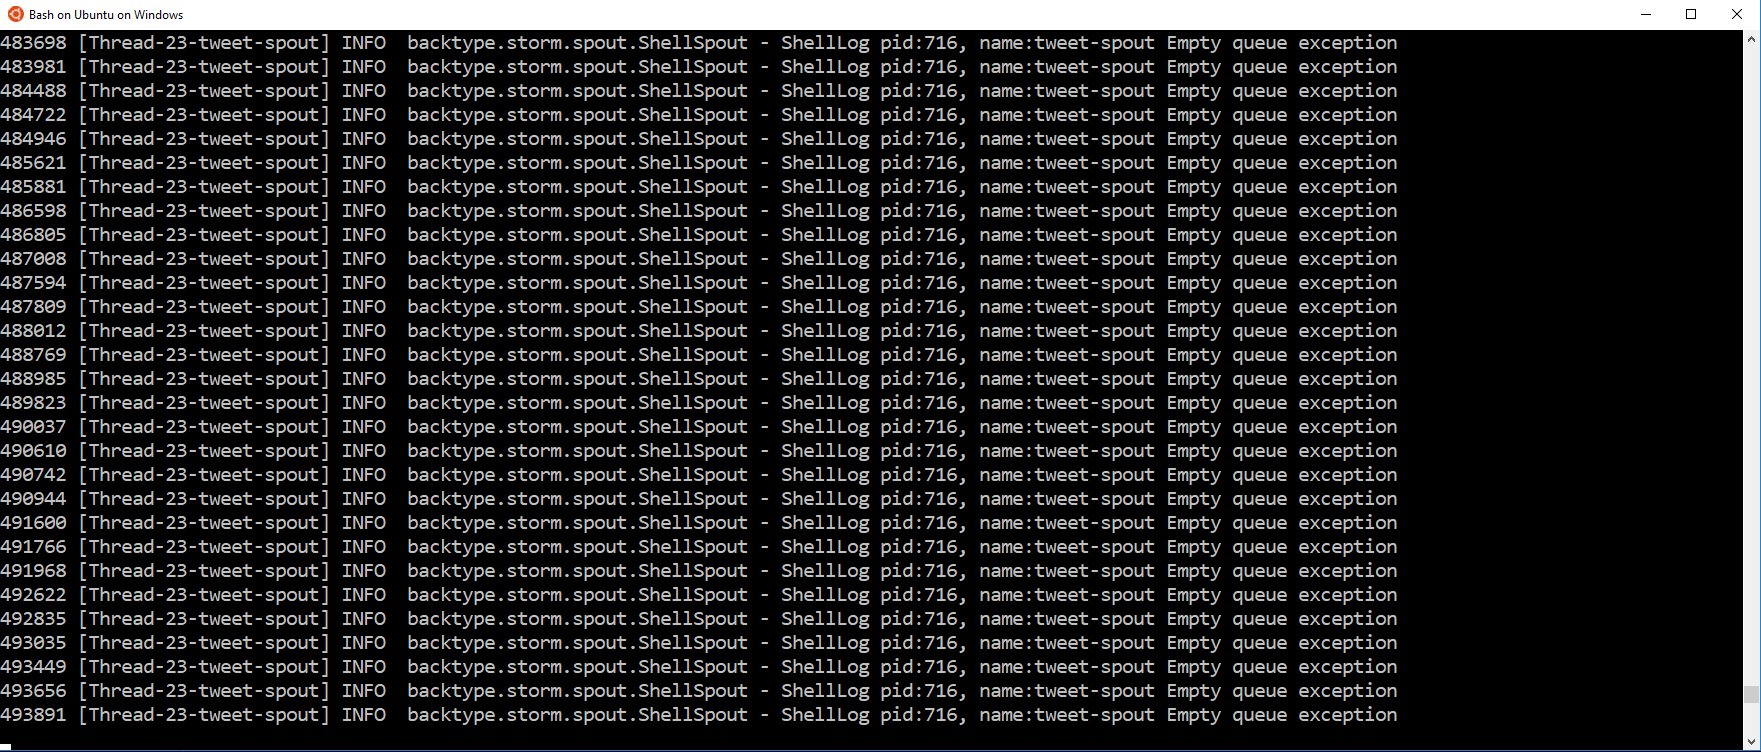 Bash on Ubuntu on Windows
483698 [Thread-23-tweet-spout] INFO  backtype.storm.spout.ShellSpout - ShellLog pid:716, name:tweet-spout Empty queue exception
483981 [Thread-23-tweet-spout] INFO  backtype.storm.spout.ShellSpout - ShellLog pid:716, name:tweet-spout Empty queue exception
484488 [Thread-23-tweet-spout] INFO  backtype.storm.spout.ShellSpout - ShellLog pid:716, name:tweet-spout Empty queue exception
484722 [Thread-23-tweet-spout] INFO  backtype.storm.spout.ShellSpout - ShellLog pid:716, name:tweet-spout Empty queue exception
484946 [Thread-23-tweet-spout] INFO  backtype.storm.spout.ShellSpout - ShellLog pid:716, name:tweet-spout Empty queue exception
485621 [Thread-23-tweet-spout] INFO  backtype.storm.spout.ShellSpout - ShellLog pid:716, name:tweet-spout Empty queue exception
485881 [Thread-23-tweet-spout] INFO  backtype.storm.spout.ShellSpout - ShellLog pid:716, name:tweet-spout Empty queue exception
486598 [Thread-23-tweet-spout] INFO  backtype.storm.spout.ShellSpout - ShellLog pid:716, name:tweet-spout Empty queue exception
486805 [Thread-23-tweet-spout] INFO  backtype.storm.spout.ShellSpout - ShellLog pid:716, name:tweet-spout Empty queue exception
487008 [Thread-23-tweet-spout] INFO  backtype.storm.spout.ShellSpout - ShellLog pid:716, name:tweet-spout Empty queue exception
487594 [Thread-23-tweet-spout] INFO  backtype.storm.spout.ShellSpout - ShellLog pid:716, name:tweet-spout Empty queue exception
487809 [Thread-23-tweet-spout] INFO  backtype.storm.spout.ShellSpout - ShellLog pid:716, name:tweet-spout Empty queue exception
488012 [Thread-23-tweet-spout] INFO  backtype.storm.spout.ShellSpout - ShellLog pid:716, name:tweet-spout Empty queue exception
488769 [Thread-23-tweet-spout] INFO  backtype.storm.spout.ShellSpout - ShellLog pid:716, name:tweet-spout Empty queue exception
488985 [Thread-23-tweet-spout] INFO  backtype.storm.spout.ShellSpout - ShellLog pid:716, name:tweet-spout Empty queue exception
489823 [Thread-23-tweet-spout] INFO  backtype.storm.spout.ShellSpout - ShellLog pid:716, name:tweet-spout Empty queue exception
490037 [Thread-23-tweet-spout] INFO  backtype.storm.spout.ShellSpout - ShellLog pid:716, name:tweet-spout Empty queue exception
490610 [Thread-23-tweet-spout] INFO  backtype.storm.spout.ShellSpout - ShellLog pid:716, name:tweet-spout Empty queue exception
490742 [Thread-23-tweet-spout] INFO  backtype.storm.spout.ShellSpout - ShellLog pid:716, name:tweet-spout Empty queue exception
490944 [Thread-23-tweet-spout] INFO  backtype.storm.spout.ShellSpout - ShellLog pid:716, name:tweet-spout Empty queue exception
491600 [Thread-23-tweet-spout] INFO  backtype.storm.spout.ShellSpout - ShellLog pid:716, name:tweet-spout Empty queue exception
491766 [Thread-23-tweet-spout] INFO  backtype.storm.spout.ShellSpout - ShellLog pid:716, name:tweet-spout Empty queue exception
491968 [Thread-23-tweet-spout] INFO  backtype.storm.spout.ShellSpout - ShellLog pid:716, name:tweet-spout Empty queue exception
492622 [Thread-23-tweet-spout] INFO  backtype.storm.spout.ShellSpout - ShellLog pid:716, name:tweet-spout Empty queue exception
492835 [Thread-23-tweet-spout] INFO  backtype.storm.spout.ShellSpout - ShellLog pid:716, name:tweet-spout Empty queue exception
493035 [Thread-23-tweet-spout] INFO  backtype.storm.spout.ShellSpout - ShellLog pid:716, name:tweet-spout Empty queue exception
493449 [Thread-23-tweet-spout] INFO  backtype.storm.spout.ShellSpout - ShellLog pid:716, name:tweet-spout Empty queue exception
493656 [Thread-23-tweet-spout] INFO  backtype.storm.spout.ShellSpout - ShellLog pid:716, name:tweet-spout Empty queue exception
493891 [Thread-23-tweet-spout] INFO  backtype.storm.spout.ShellSpout - ShellLog pid:716, name:tweet-spout Empty queue exception